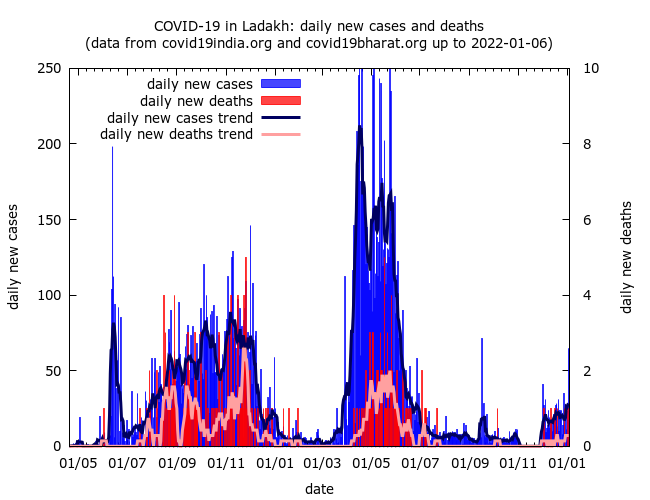 COVID-19 in Ladakh: daily new cases and deaths
(data from covid19india.org and covid19bharat.org up to 2022-01-06)
daily new cases
daily new deaths
daily new cases trend
daily new deaths trend
250
200
150
100
50
0
10
8
6
4
2
0
daily new cases
daily new deaths
01/05 01/07 01/09 01/11 01/01 01/03 01/05 01/07 01/09 01/11 01/01
date